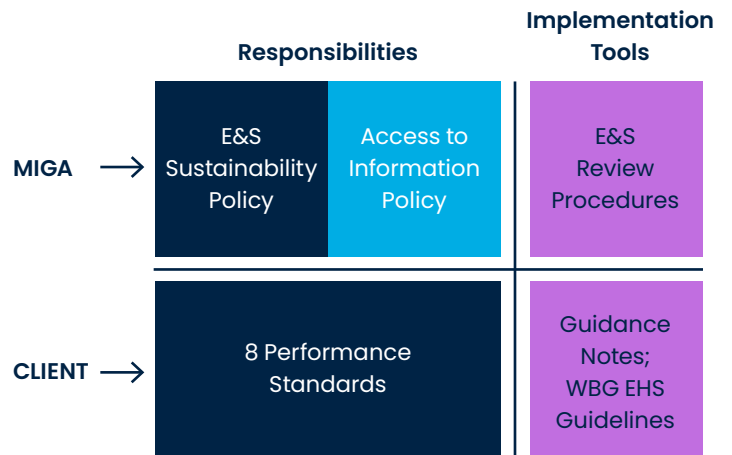 Responsibilities
Implementation
Tools
MIGA
E&S
Sustainability
Policy
Access to
Information
Policy
E&S
Review
Procedures
CLIENT
8 Performance
Standards
Guidance
Notes;
WBG EHS
Guidelines